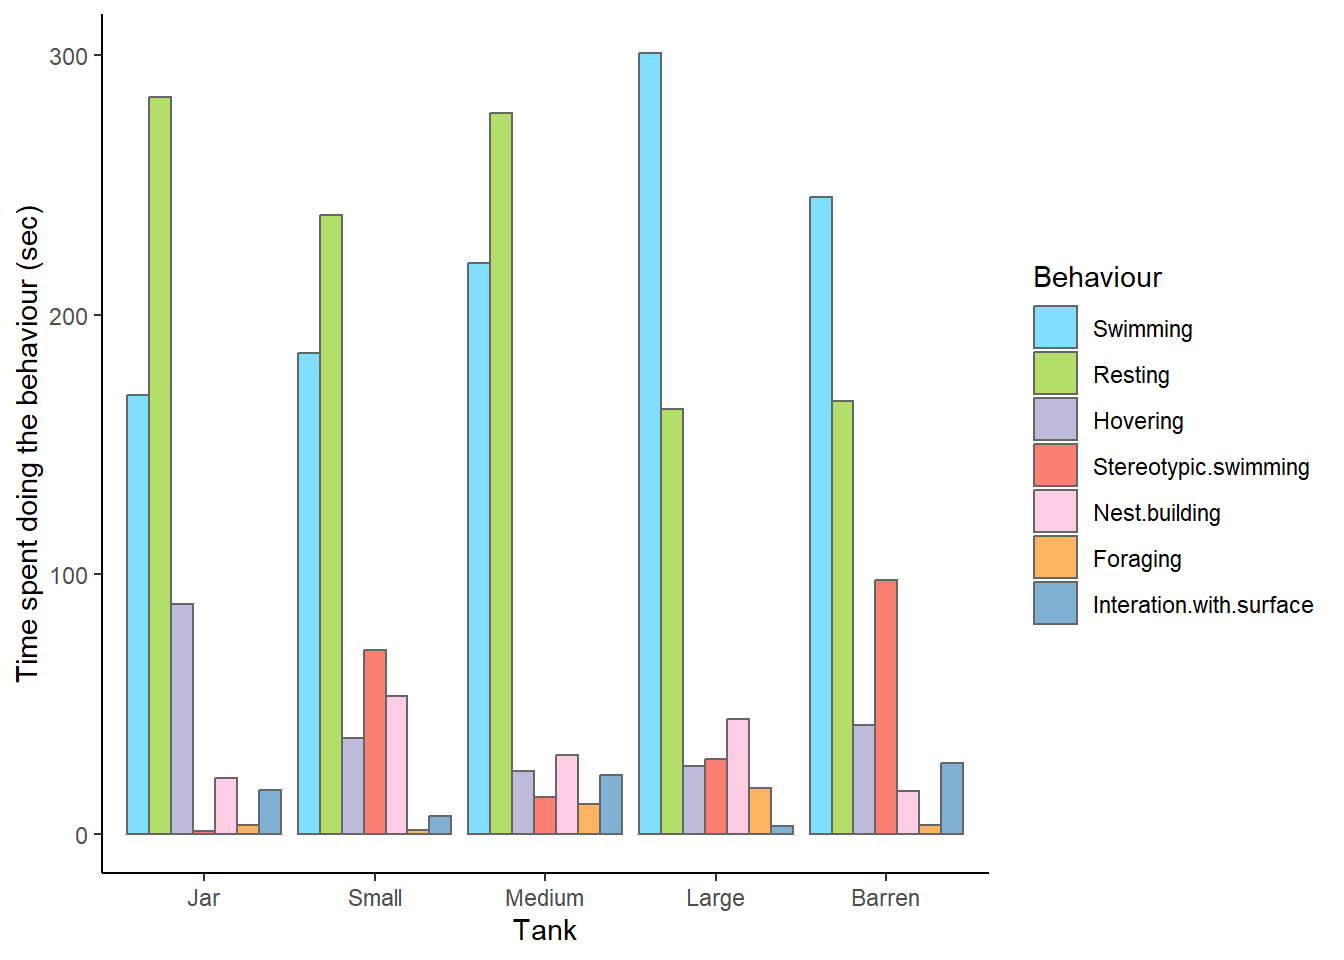 Time spent doing the behaviour (sec)
300
200
100
0
Jar
Small
Medium
Large
Barren
Tank
Behaviour
Swimming
Resting
Hovering
Stereotypic.swimming
Nest.building
Foraging
Interation.with.surface